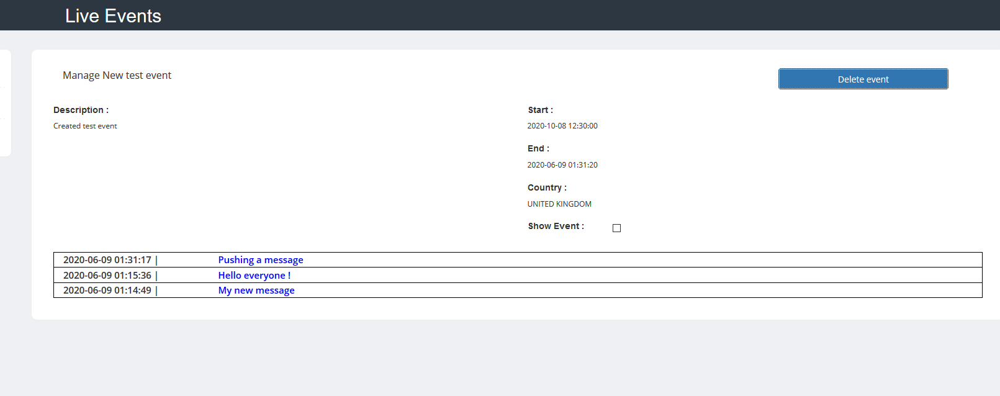 Live Events
Manage New test event
Delete event
Description :
Created test event
Start :
2020-10-08 12:30:00
End :
2020-06-09 01:31:20
Country :
UNITED KINGDOM
Show Event :
2020-06-09 01:31:17 | Pushing a message
2020-06-09 01:15:36 | Hello everyone !
2020-06-09 01:14:49 | My new message